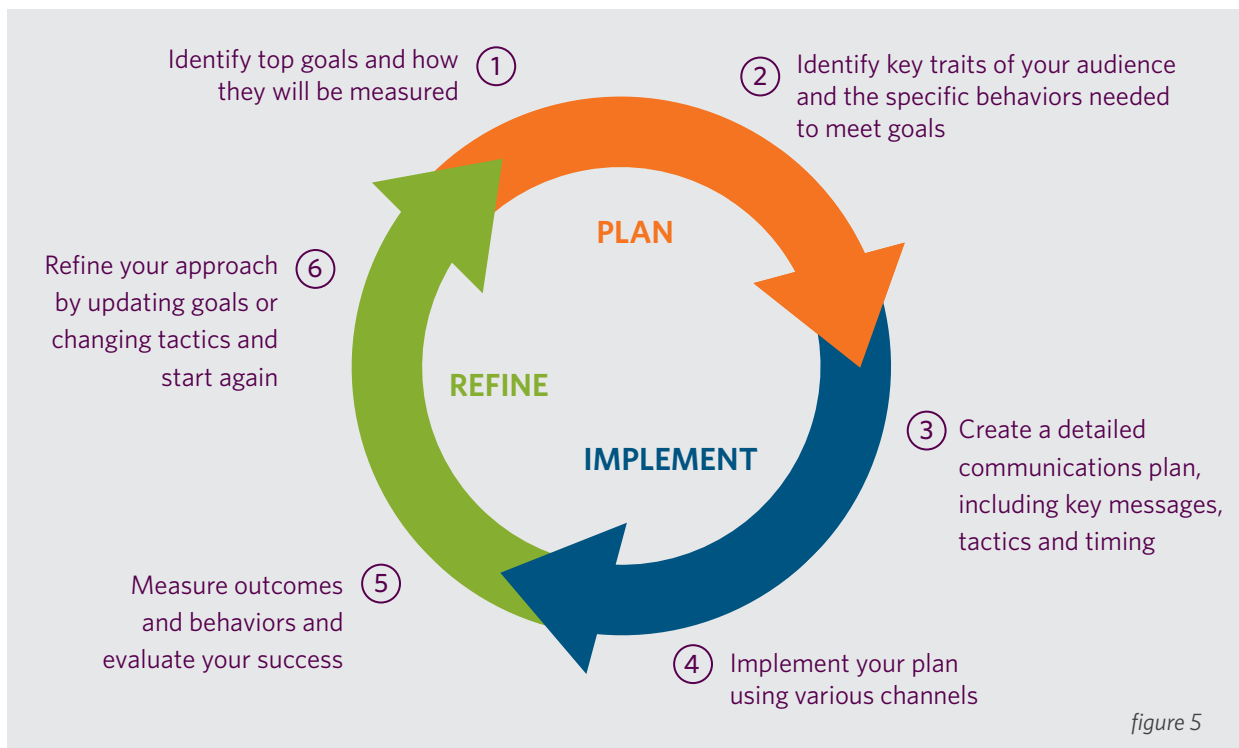 1
Identify top goals and how
they will be measured
2
Identify key traits of your audience
and the specific behaviors needed
to meet goals
PLAN
6
Refine your approach
by updating goals or
changing tactics and
start again
REFINE
IMPLEMENT
3
Create a detailed
communications plan,
including key messages,
tactics and timing
5
Measure outcomes
and behaviors and
evaluate your success
4
Implement your plan
using various channels
figure 5